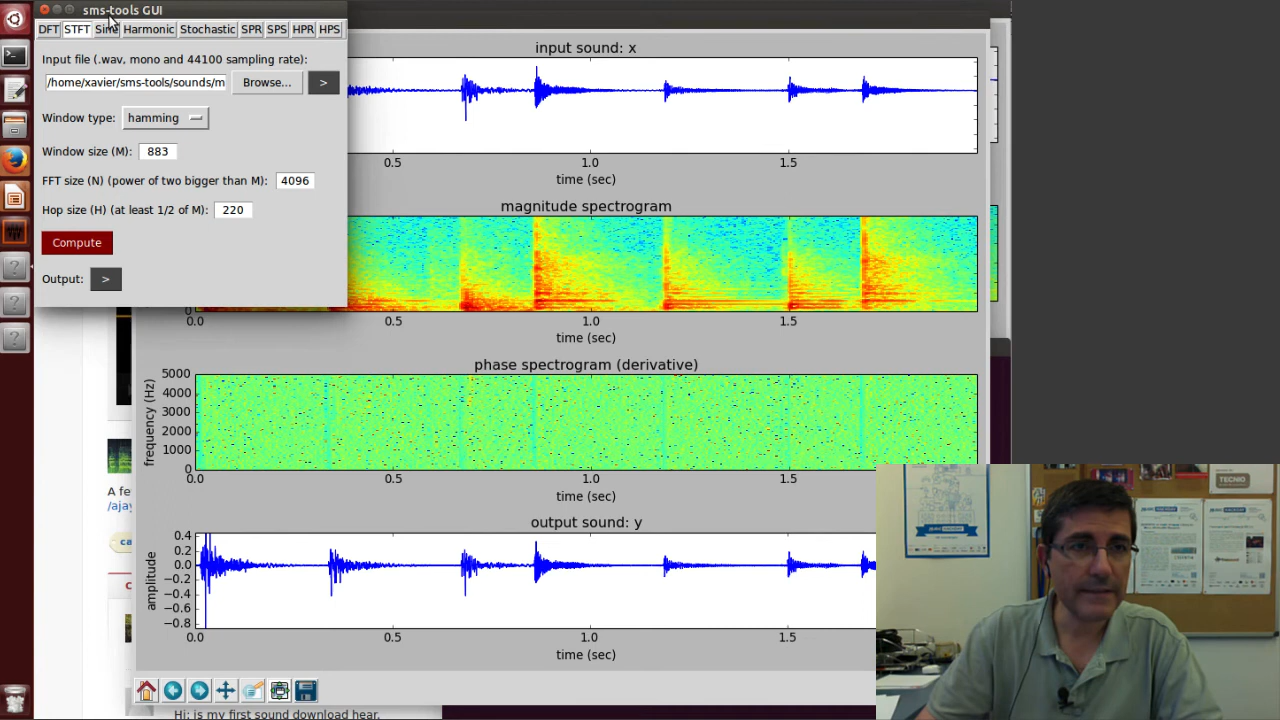 sms-tools GUI
DFT STFT Sine Harmonic Stochastic SPR SPS HPR HPS
Input file (.wav, mono and 44100 sampling rate):
/home/xavier/sms-tools/sounds/m Browse... >
Window type: hamming
Window size (M): 883
FFT size (N) (power of two bigger than M): 4096
Hop size (H) (at least 1/2 of M): 220
Compute
Output: >
input sound: x
0.5 1.0 1.5
time (sec)
magnitude spectrogram
0
0.0 0.5 1.0 1.5
time (sec)
phase spectrogram (derivative)
frequency (Hz)
5000
4000
3000
2000
1000
0
0.0 0.5 1.0 1.5
time (sec)
output sound: y
amplitude
0.4
0.2
0.0
−0.2
−0.4
−0.6
−0.8
0.0 0.5 1.0 1.5
time (sec)
A fe
/ajay
ca
Hi: is my first sound download hear.
TECNIO